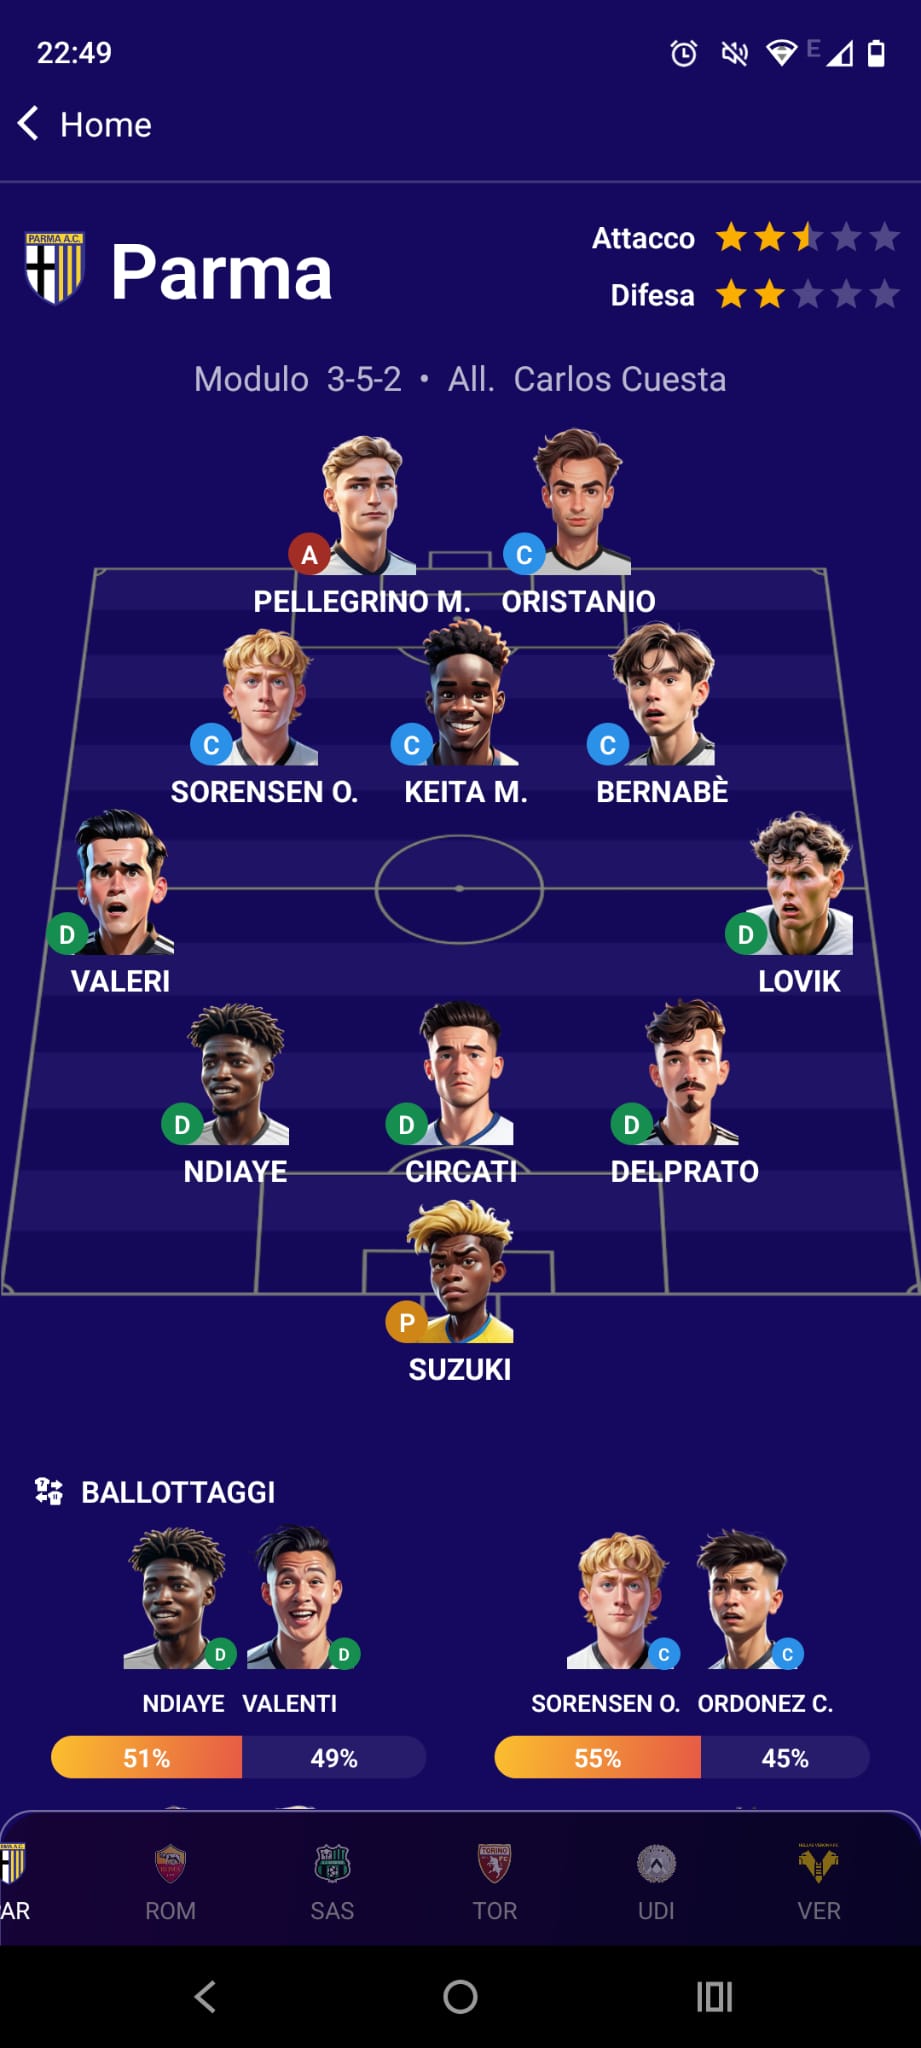 22:49
E
Home
PARMA A.C.
Parma
Attacco
Difesa
Modulo 3-5-2 • All. Carlos Cuesta
A
C
PELLEGRINO M.
ORISTANIO
C
C
C
SORENSEN O.
KEITA M.
BERNABÈ
D
D
VALERI
LOVIK
D
D
D
NDIAYE
CIRCATI
DELPRATO
P
SUZUKI
BALLOTTAGGI
D
D
C
C
NDIAYE
VALENTI
SORENSEN O.
ORDONEZ C.
51%
49%
55%
45%
ROMA
TORINO
AR
ROM
SAS
TOR
UDI
VER